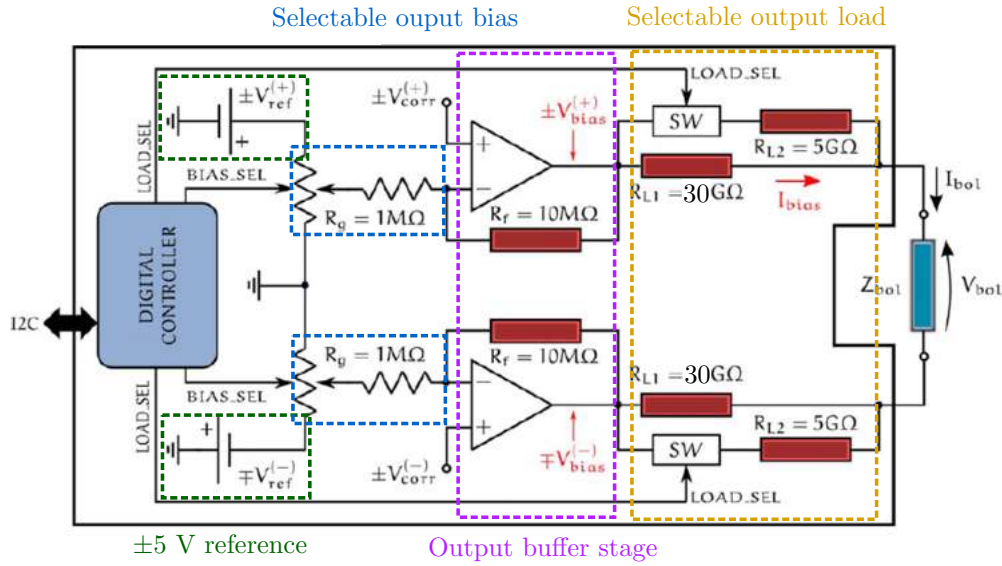 Selectable ouput bias
Selectable output load
LOAD_SEL
±V_ref^(+)
±V_corr^(+)
±V_bias^(+)
SW
R_L2 = 5GΩ
LOAD_SEL
+
+
−
BIAS_SEL
R_g = 1MΩ
R_f = 10MΩ
R_L1 = 30GΩ
I_bias
I_bol
DIGITAL
CONTROLLER
I2C
Z_bol
V_bol
R_g = 1MΩ
R_f = 10MΩ
R_L1 = 30GΩ
BIAS_SEL
−
+
+
LOAD_SEL
∓V_ref^(−)
±V_corr^(−)
∓V_bias^(−)
SW
R_L2 = 5GΩ
LOAD_SEL
±5 V reference
Output buffer stage